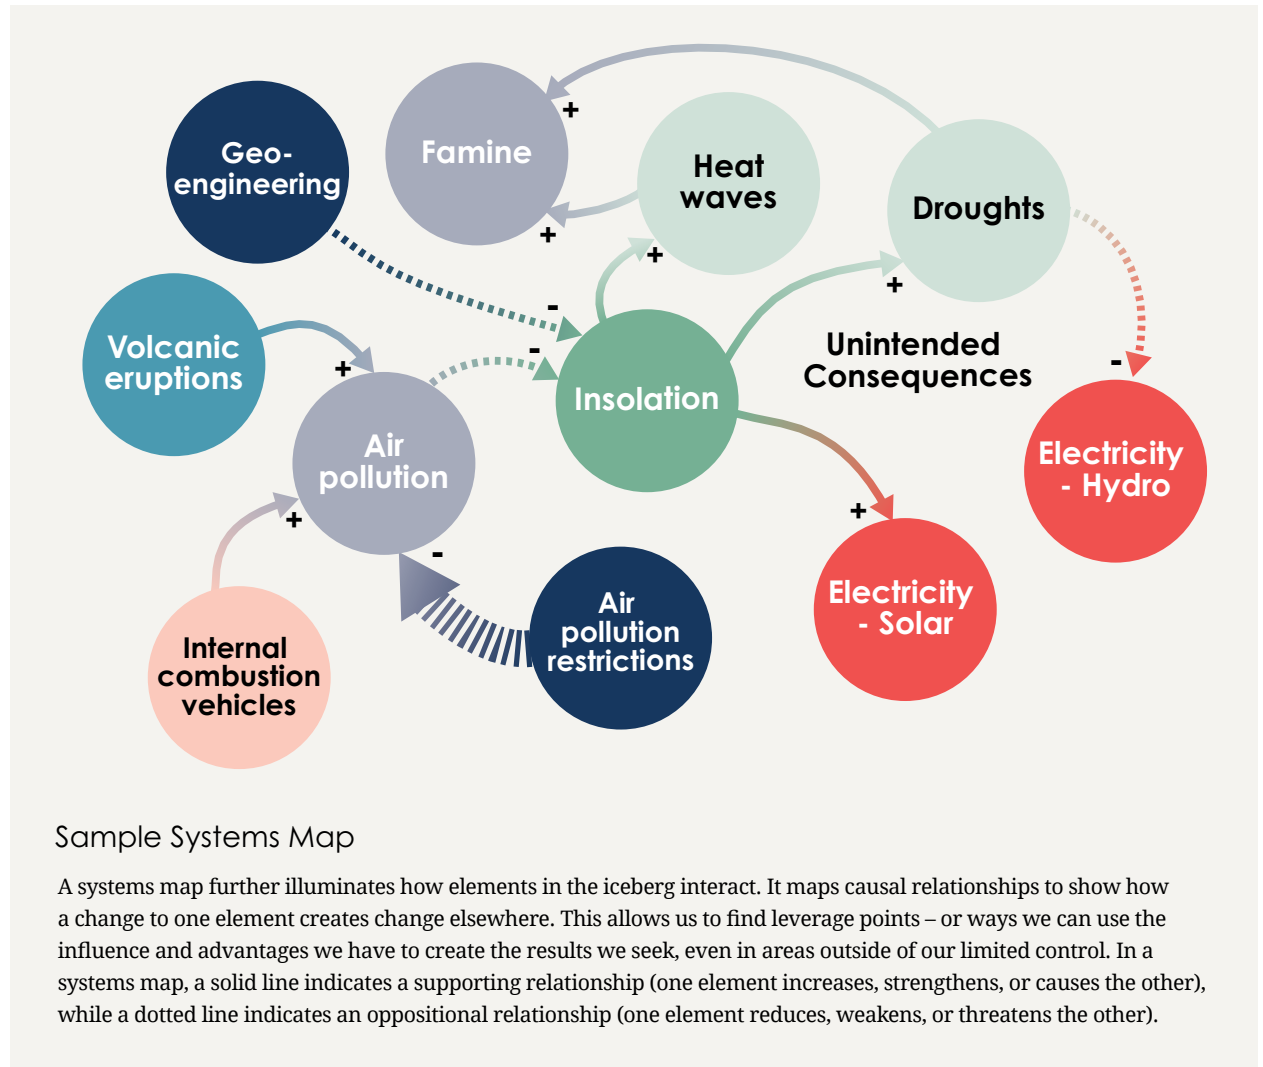 Geo-
engineering
Famine
+
Heat
waves
Droughts
+
+
+
-
Volcanic
eruptions
+
-
Unintended
Consequences
-
Insolation
Air
pollution
+
Electricity
- Hydro
+
-
Electricity
- Solar
Air
pollution
restrictions
Internal
combustion
vehicles
Sample Systems Map
A systems map further illuminates how elements in the iceberg interact. It maps causal relationships to show how
a change to one element creates change elsewhere. This allows us to find leverage points – or ways we can use the
influence and advantages we have to create the results we seek, even in areas outside of our limited control. In a
systems map, a solid line indicates a supporting relationship (one element increases, strengthens, or causes the other),
while a dotted line indicates an oppositional relationship (one element reduces, weakens, or threatens the other).